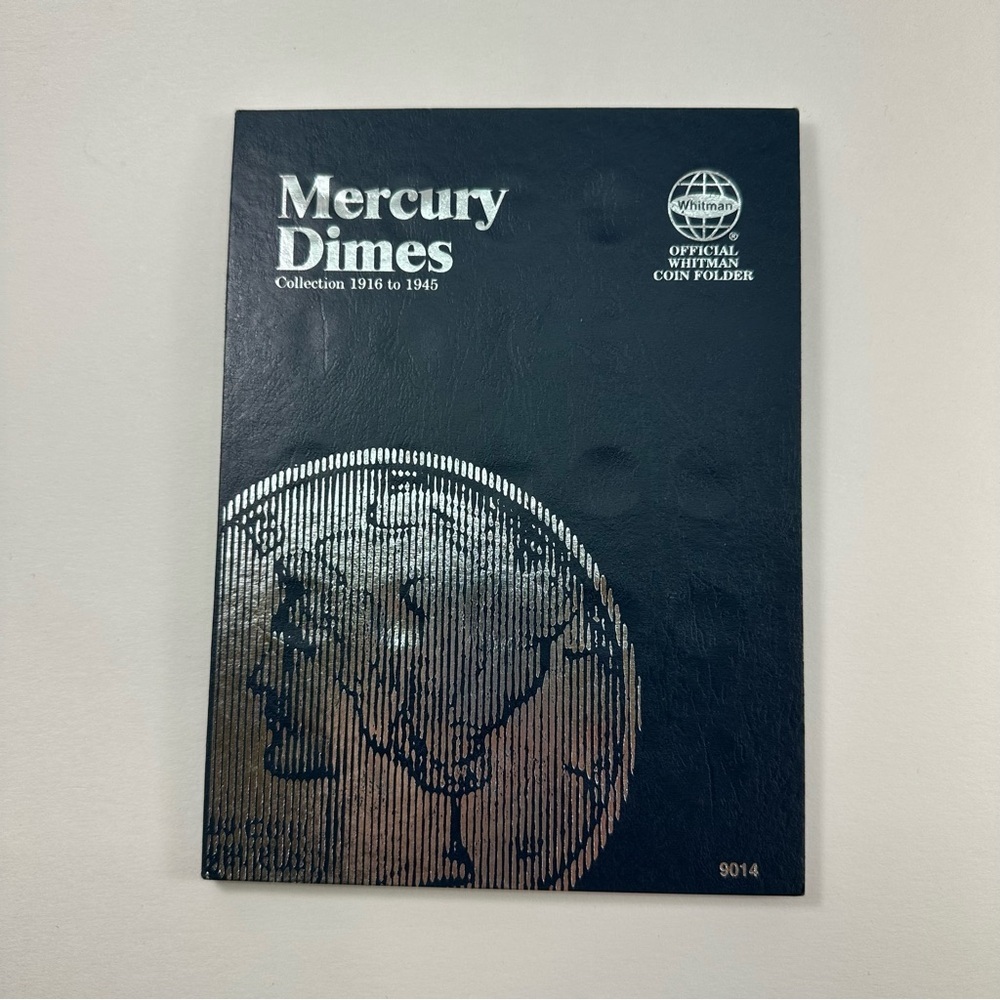 Mercury
Dimes
Collection 1916 to 1945
Whitman
®
OFFICIAL
WHITMAN
COIN FOLDER
9014